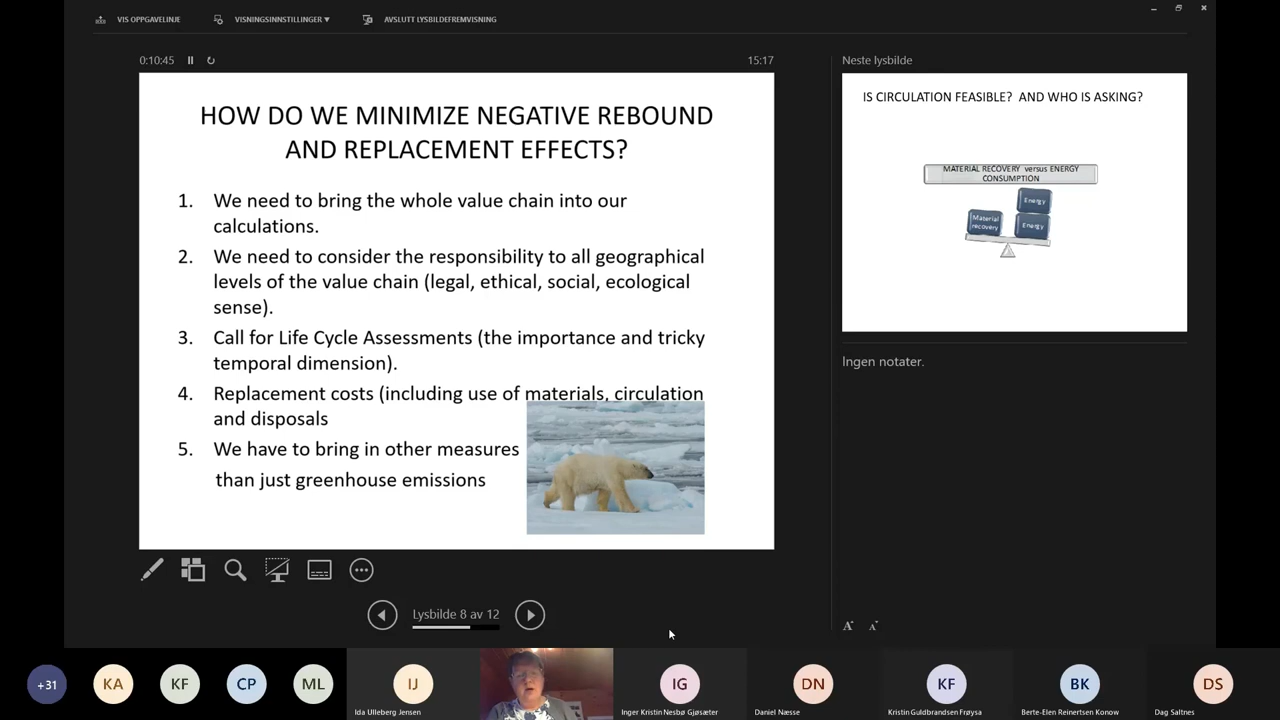 VIS OPPGAVELINJE
VISNINGSINNSTILLINGER ▼
AVSLUTT LYSBILDEFREMVISNING
0:10:45
15:17
HOW DO WE MINIMIZE NEGATIVE REBOUND
AND REPLACEMENT EFFECTS?
1. We need to bring the whole value chain into our
calculations.
2. We need to consider the responsibility to all geographical
levels of the value chain (legal, ethical, social, ecological
sense).
3. Call for Life Cycle Assessments (the importance and tricky
temporal dimension).
4. Replacement costs (including use of materials, circulation
and disposals
5. We have to bring in other measures
than just greenhouse emissions
Neste lysbilde
IS CIRCULATION FEASIBLE? AND WHO IS ASKING?
MATERIAL RECOVERY versus ENERGY
CONSUMPTION
Energy
Material
recovery
Energy
Ingen notater.
Lysbilde 8 av 12
A A
+31
KA
KF
CP
ML
IJ
Ida Ulleberg Jensen
IG
Inger Kristin Nesbø Gjøsæter
DN
Daniel Næsse
KF
Kristin Guldbrandsen Frøysa
BK
Berte-Elen Reinertsen Konow
DS
Dag Saltnes